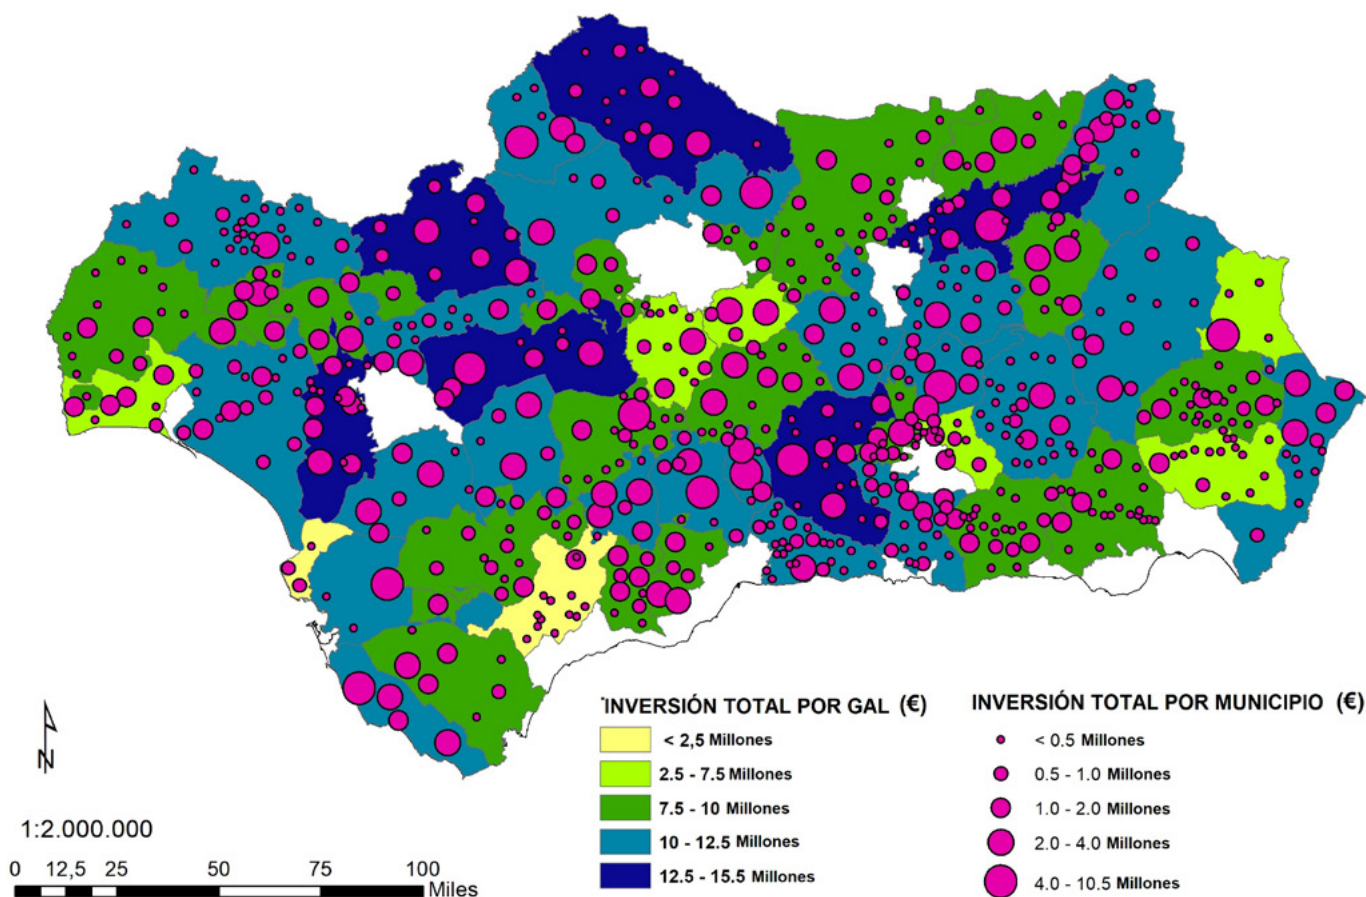 'INVERSIÓN TOTAL POR GAL (€)
< 2,5 Millones
2.5 - 7.5 Millones
7.5 - 10 Millones
10 - 12.5 Millones
12.5 - 15.5 Millones
INVERSIÓN TOTAL POR MUNICIPIO (€)
< 0.5 Millones
0.5 - 1.0 Millones
1.0 - 2.0 Millones
2.0 - 4.0 Millones
4.0 - 10.5 Millones
N
1:2.000.000
0 12,5 25 50 75 100
Miles